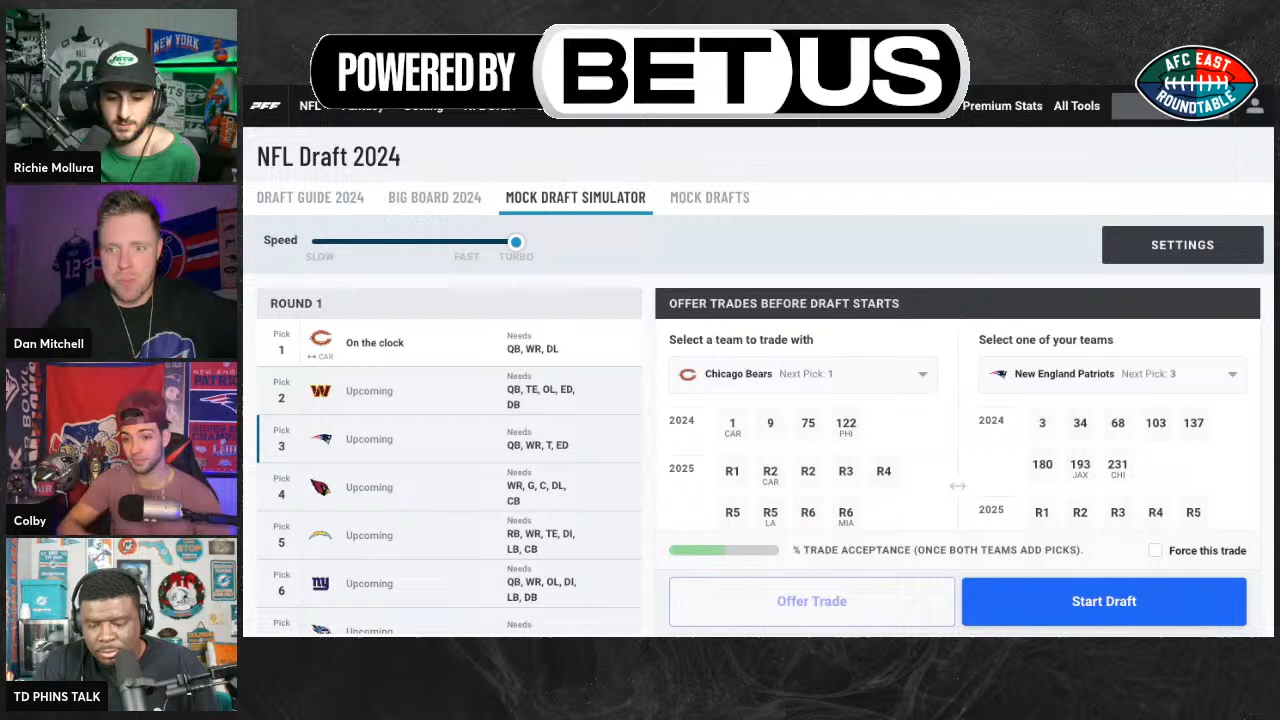 POWERED BY BETUS
AFC EAST
ROUNDTABLE
NEW YORK
JETS
20
Richie Mollura
12
Dan Mitchell
Colby
TD PHINS TALK
PFF
NFL
Premium Stats
All Tools
NFL Draft 2024
DRAFT GUIDE 2024
BIG BOARD 2024
MOCK DRAFT SIMULATOR
MOCK DRAFTS
Speed
SLOW
FAST
TURBO
SETTINGS
ROUND 1
Pick
1
↔ CAR
On the clock
Needs
QB, WR, DL
Pick
2
Upcoming
Needs
QB, TE, OL, ED,
DB
Pick
3
Upcoming
Needs
QB, WR, T, ED
Pick
4
Upcoming
Needs
WR, G, C, DL,
CB
Pick
5
Upcoming
Needs
RB, WR, TE, DI,
LB, CB
Pick
6
Upcoming
Needs
QB, WR, OL, DI,
LB, DB
Pick
Upcoming
Needs
OFFER TRADES BEFORE DRAFT STARTS
Select a team to trade with
Chicago Bears Next Pick: 1
2024 1 9 75 122
CAR PHI
2025 R1 R2 R2 R3 R4
CAR
R5 R5 R6 R6
LA MIA
Select one of your teams
New England Patriots Next Pick: 3
2024 3 34 68 103 137
180 193 231
JAX CHI
2025 R1 R2 R3 R4 R5
% TRADE ACCEPTANCE (ONCE BOTH TEAMS ADD PICKS).
Force this trade
Offer Trade
Start Draft